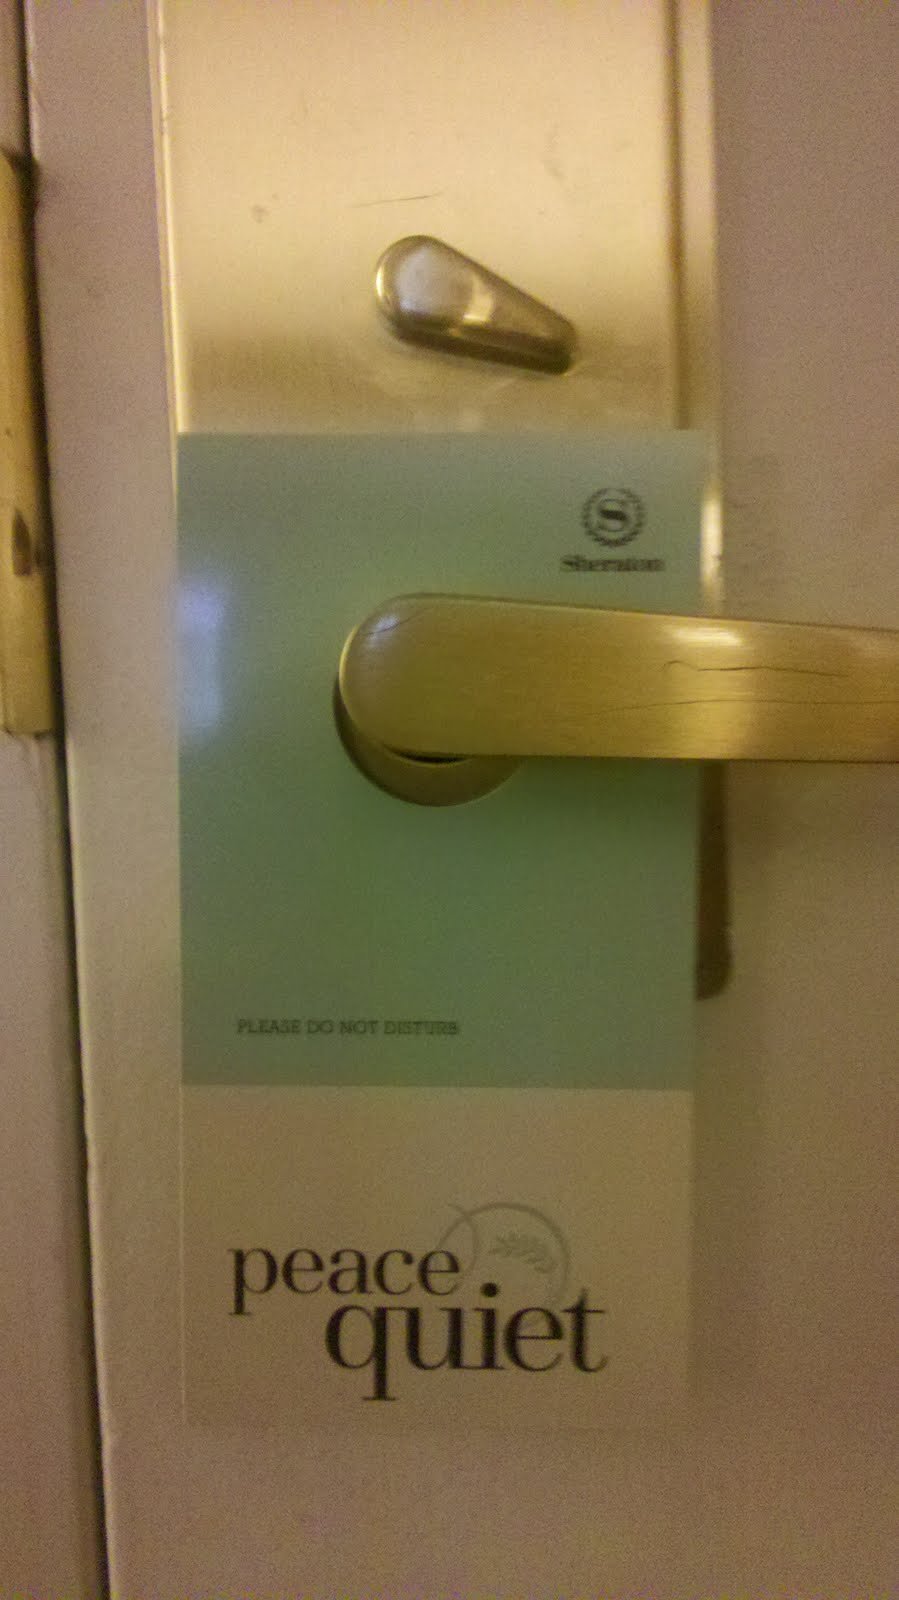 S
Sheraton
PLEASE DO NOT DISTURB
peace
quiet